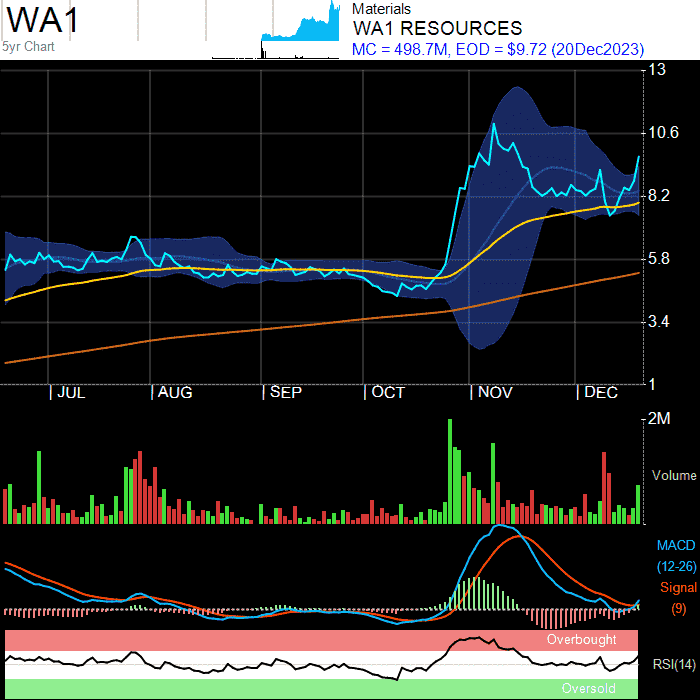 WA1
5yr Chart
Materials
WA1 RESOURCES
MC = 498.7M, EOD = $9.72 (20Dec2023)
13
10.6
8.2
5.8
3.4
1
| JUL | AUG | SEP | OCT | NOV | DEC
2M
Volume
MACD
(12-26)
Signal
(9)
Overbought
RSI(14)
Oversold